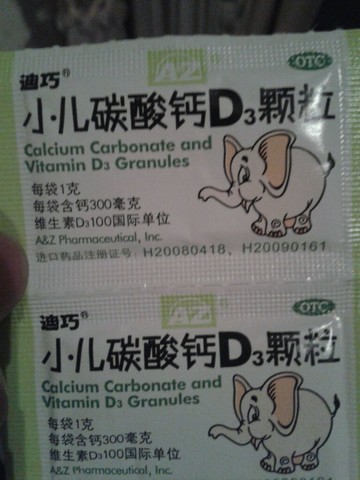 AZ
迪巧®
OTC
小儿碳酸钙D3颗粒
Calcium Carbonate and
Vitamin D3 Granules
每袋1克
每袋含钙300毫克
维生素D3100国际单位
A&Z Pharmaceutical, Inc.
进口药品注册证号: H20080418、H20090161
AZ
迪巧®
OTC
小儿碳酸钙D3颗粒
Calcium Carbonate and
Vitamin D3 Granules
每袋1克
每袋含钙300毫克
维生素D3100国际单位
A&Z Pharmaceutical, Inc.